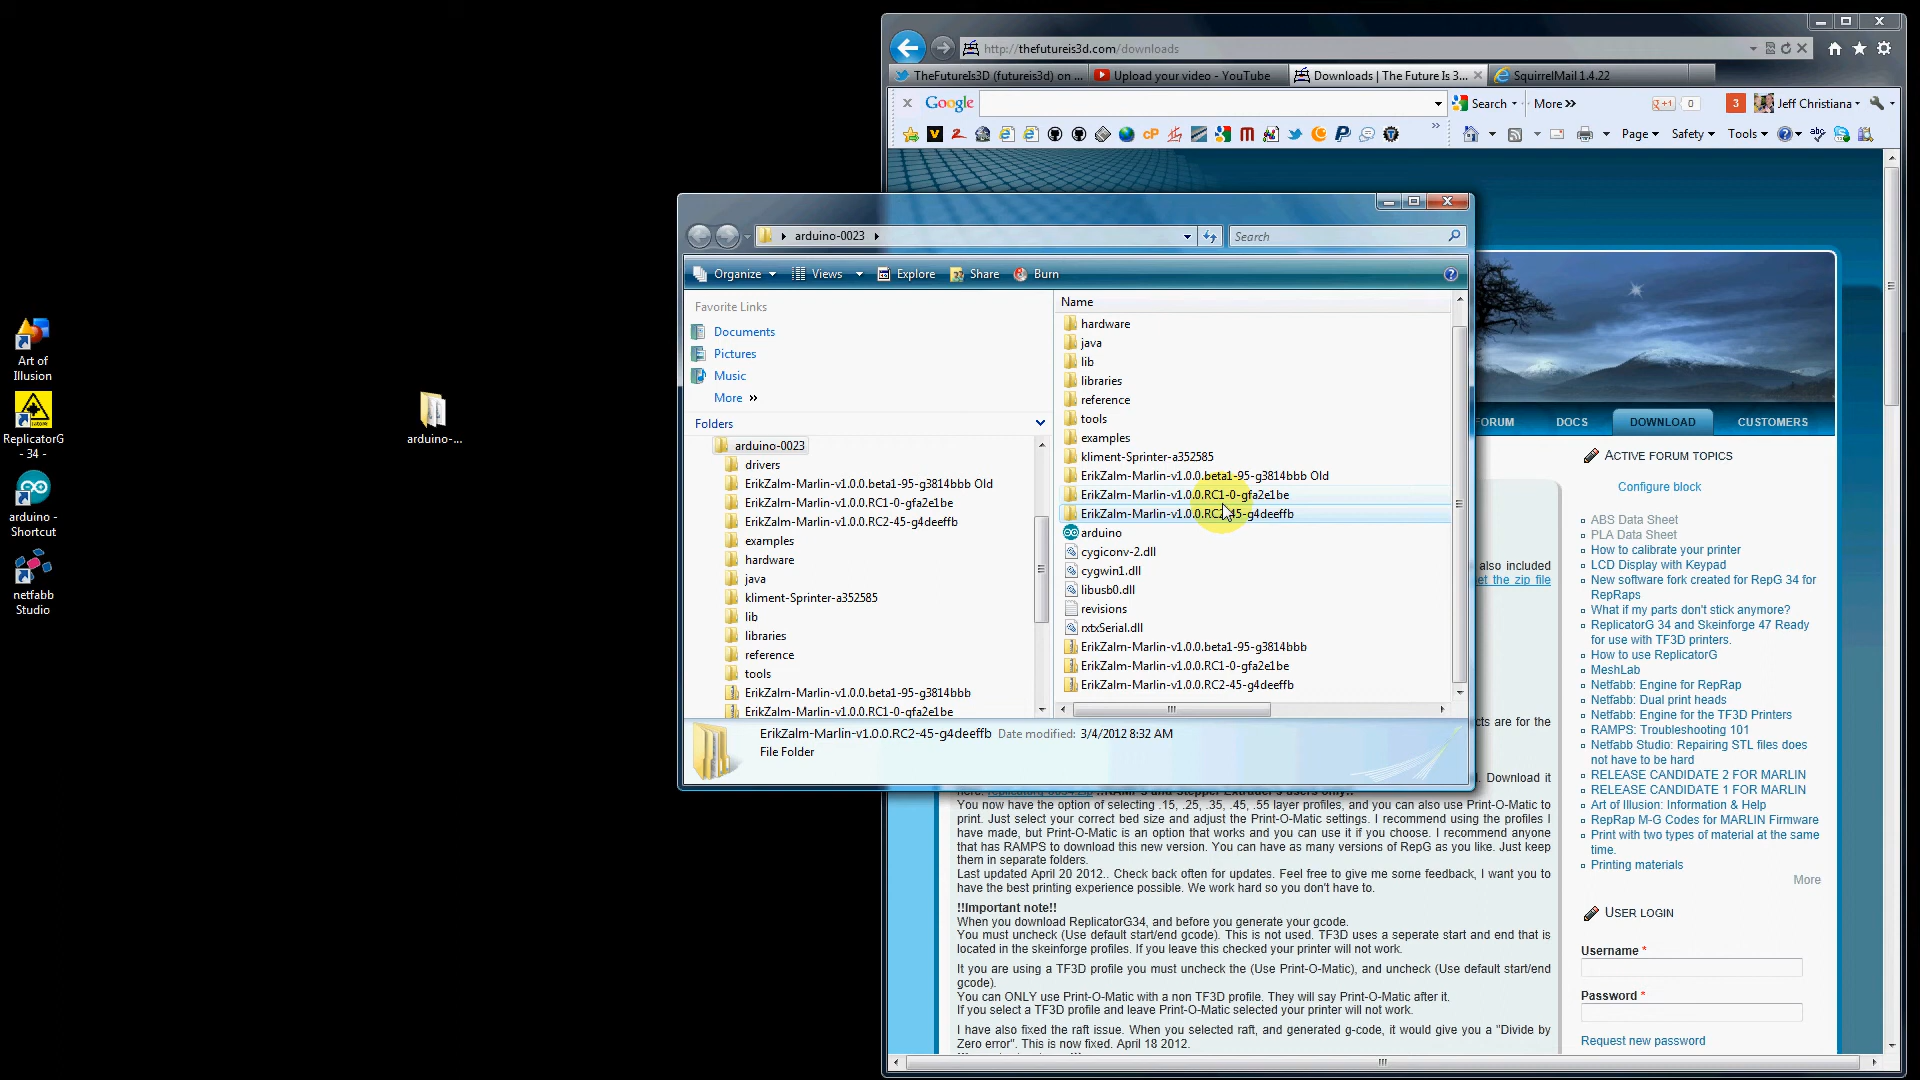 http://thefutureis3d.com/downloads
TheFutureIs3D (futureis3d) on ...
Upload your video - YouTube
Downloads | The Future Is 3...
SquirrelMail 1.4.22
Google
Search
More »
+1
0
3
Jeff Christiana
Page
Safety
Tools
arduino-0023
Search
Organize
Views
Explore
Share
Burn
Favorite Links
Documents
Pictures
Music
More »
Folders
arduino-0023
drivers
ErikZalm-Marlin-v1.0.0.beta1-95-g3814bbb Old
ErikZalm-Marlin-v1.0.0.RC1-0-gfa2e1be
ErikZalm-Marlin-v1.0.0.RC2-45-g4deeffb
examples
hardware
java
kliment-Sprinter-a352585
lib
libraries
reference
tools
ErikZalm-Marlin-v1.0.0.beta1-95-g3814bbb
ErikZalm-Marlin-v1.0.0.RC1-0-gfa2e1be
Name
hardware
java
lib
libraries
reference
tools
examples
kliment-Sprinter-a352585
ErikZalm-Marlin-v1.0.0.beta1-95-g3814bbb Old
ErikZalm-Marlin-v1.0.0.RC1-0-gfa2e1be
ErikZalm-Marlin-v1.0.0.RC2-45-g4deeffb
arduino
cygiconv-2.dll
cygwin1.dll
libusb0.dll
revisions
rxtxSerial.dll
ErikZalm-Marlin-v1.0.0.beta1-95-g3814bbb
ErikZalm-Marlin-v1.0.0.RC1-0-gfa2e1be
ErikZalm-Marlin-v1.0.0.RC2-45-g4deeffb
ErikZalm-Marlin-v1.0.0.RC2-45-g4deeffb Date modified: 3/4/2012 8:32 AM
File Folder
Art of
Illusion
ReplicatorG
- 34 -
arduino -
Shortcut
netfabb
Studio
arduino-...
ORUM
DOCS
DOWNLOAD
CUSTOMERS
also included
et the zip file
cts are for the
. Download it
You now have the option of selecting .15, .25, .35, .45, .55 layer profiles, and you can also use Print-O-Matic to
print. Just select your correct bed size and adjust the Print-O-Matic settings. I recommend using the profiles I
have made, but Print-O-Matic is an option that works and you can use it if you choose. I recommend anyone
that has RAMPS to download this new version. You can have as many versions of RepG as you like. Just keep
them in separate folders.
Last updated April 20 2012.. Check back often for updates. Feel free to give me some feedback, I want you to
have the best printing experience possible. We work hard so you don't have to.
!!Important note!!
When you download ReplicatorG34, and before you generate your gcode.
You must uncheck (Use default start/end gcode). This is not used. TF3D uses a seperate start and end that is
located in the skeinforge profiles. If you leave this checked your printer will not work.
It you are using a TF3D profile you must uncheck the (Use Print-O-Matic), and uncheck (Use default start/end
gcode).
You can ONLY use Print-O-Matic with a non TF3D profile. They will say Print-O-Matic after it.
If you select a TF3D profile and leave Print-O-Matic selected your printer will not work.
I have also fixed the raft issue. When you selected raft, and generated g-code, it would give you a "Divide by
Zero error". This is now fixed. April 18 2012.
ACTIVE FORUM TOPICS
Configure block
ABS Data Sheet
PLA Data Sheet
How to calibrate your printer
LCD Display with Keypad
New software fork created for RepG 34 for
RepRaps
What if my parts don't stick anymore?
ReplicatorG 34 and Skeinforge 47 Ready
for use with TF3D printers.
How to use ReplicatorG
MeshLab
Netfabb: Engine for RepRap
Netfabb: Dual print heads
Netfabb: Engine for the TF3D Printers
RAMPS: Troubleshooting 101
Netfabb Studio: Repairing STL files does
not have to be hard
RELEASE CANDIDATE 2 FOR MARLIN
RELEASE CANDIDATE 1 FOR MARLIN
Art of Illusion: Information & Help
RepRap M-G Codes for MARLIN Firmware
Print with two types of material at the same
time.
Printing materials
More
USER LOGIN
Username *
Password *
Request new password